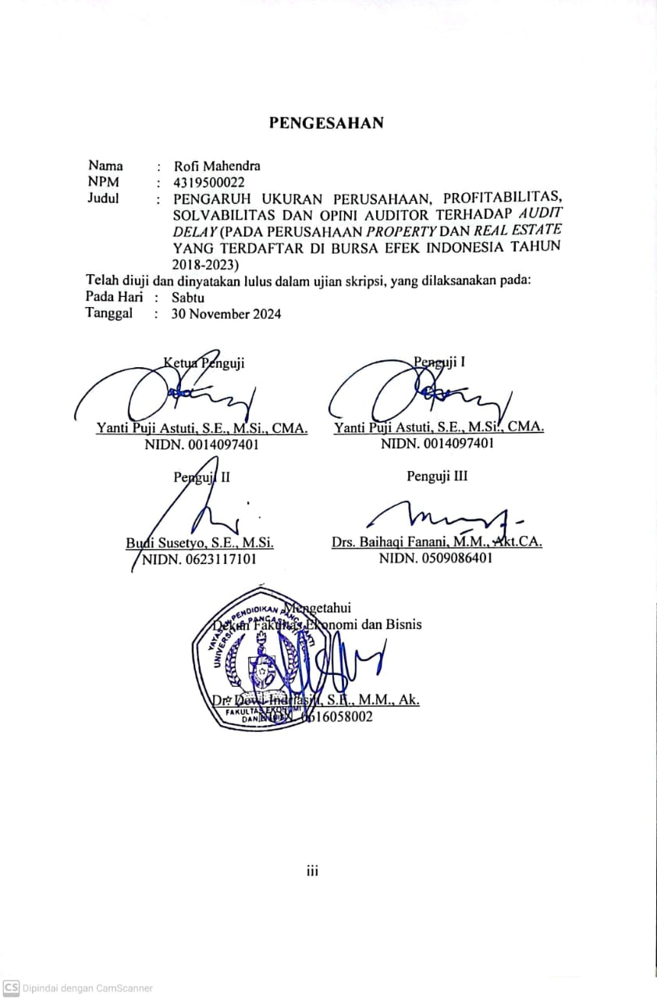 PENGESAHAN
Nama : Rofi Mahendra
NPM : 4319500022
Judul : PENGARUH UKURAN PERUSAHAAN, PROFITABILITAS,
SOLVABILITAS DAN OPINI AUDITOR TERHADAP AUDIT
DELAY (PADA PERUSAHAAN PROPERTY DAN REAL ESTATE
YANG TERDAFTAR DI BURSA EFEK INDONESIA TAHUN
2018-2023)
Telah diuji dan dinyatakan lulus dalam ujian skripsi, yang dilaksanakan pada:
Pada Hari : Sabtu
Tanggal : 30 November 2024
Ketua Penguji Penguji I
Yanti Puji Astuti, S.E., M.Si., CMA. Yanti Puji Astuti, S.E., M.Si., CMA.
NIDN. 0014097401 NIDN. 0014097401
Penguji II Penguji III
Budi Susetyo, S.E., M.Si. Drs. Baihaqi Fanani, M.M., Akt.CA.
NIDN. 0623117101 NIDN. 0509086401
Mengetahui
Dekan Fakultas Ekonomi dan Bisnis
YAYASAN PENDIDIKAN PANCASAKTI
UNIVERSITAS PANCASAKTI
Dr. Dewi Indriasih, S.E., M.M., Ak.
FAKULTAS EKONOMI
DAN BISNIS
0616058002
iii
CS Dipindai dengan CamScanner